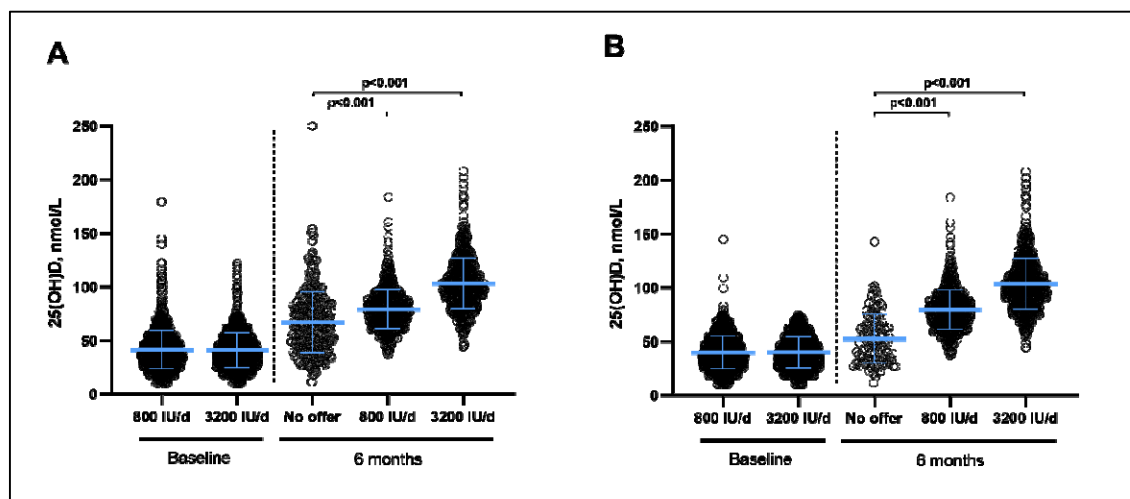 A
p<0.001
p<0.001
250
200
150
100
50
0
25(OH)D, nmol/L
800 IU/d 3200 IU/d No offer 800 IU/d 3200 IU/d
Baseline 6 months
B
p<0.001
p<0.001
250
200
150
100
50
0
25(OH)D, nmol/L
800 IU/d 3200 IU/d No offer 800 IU/d 3200 IU/d
Baseline 6 months